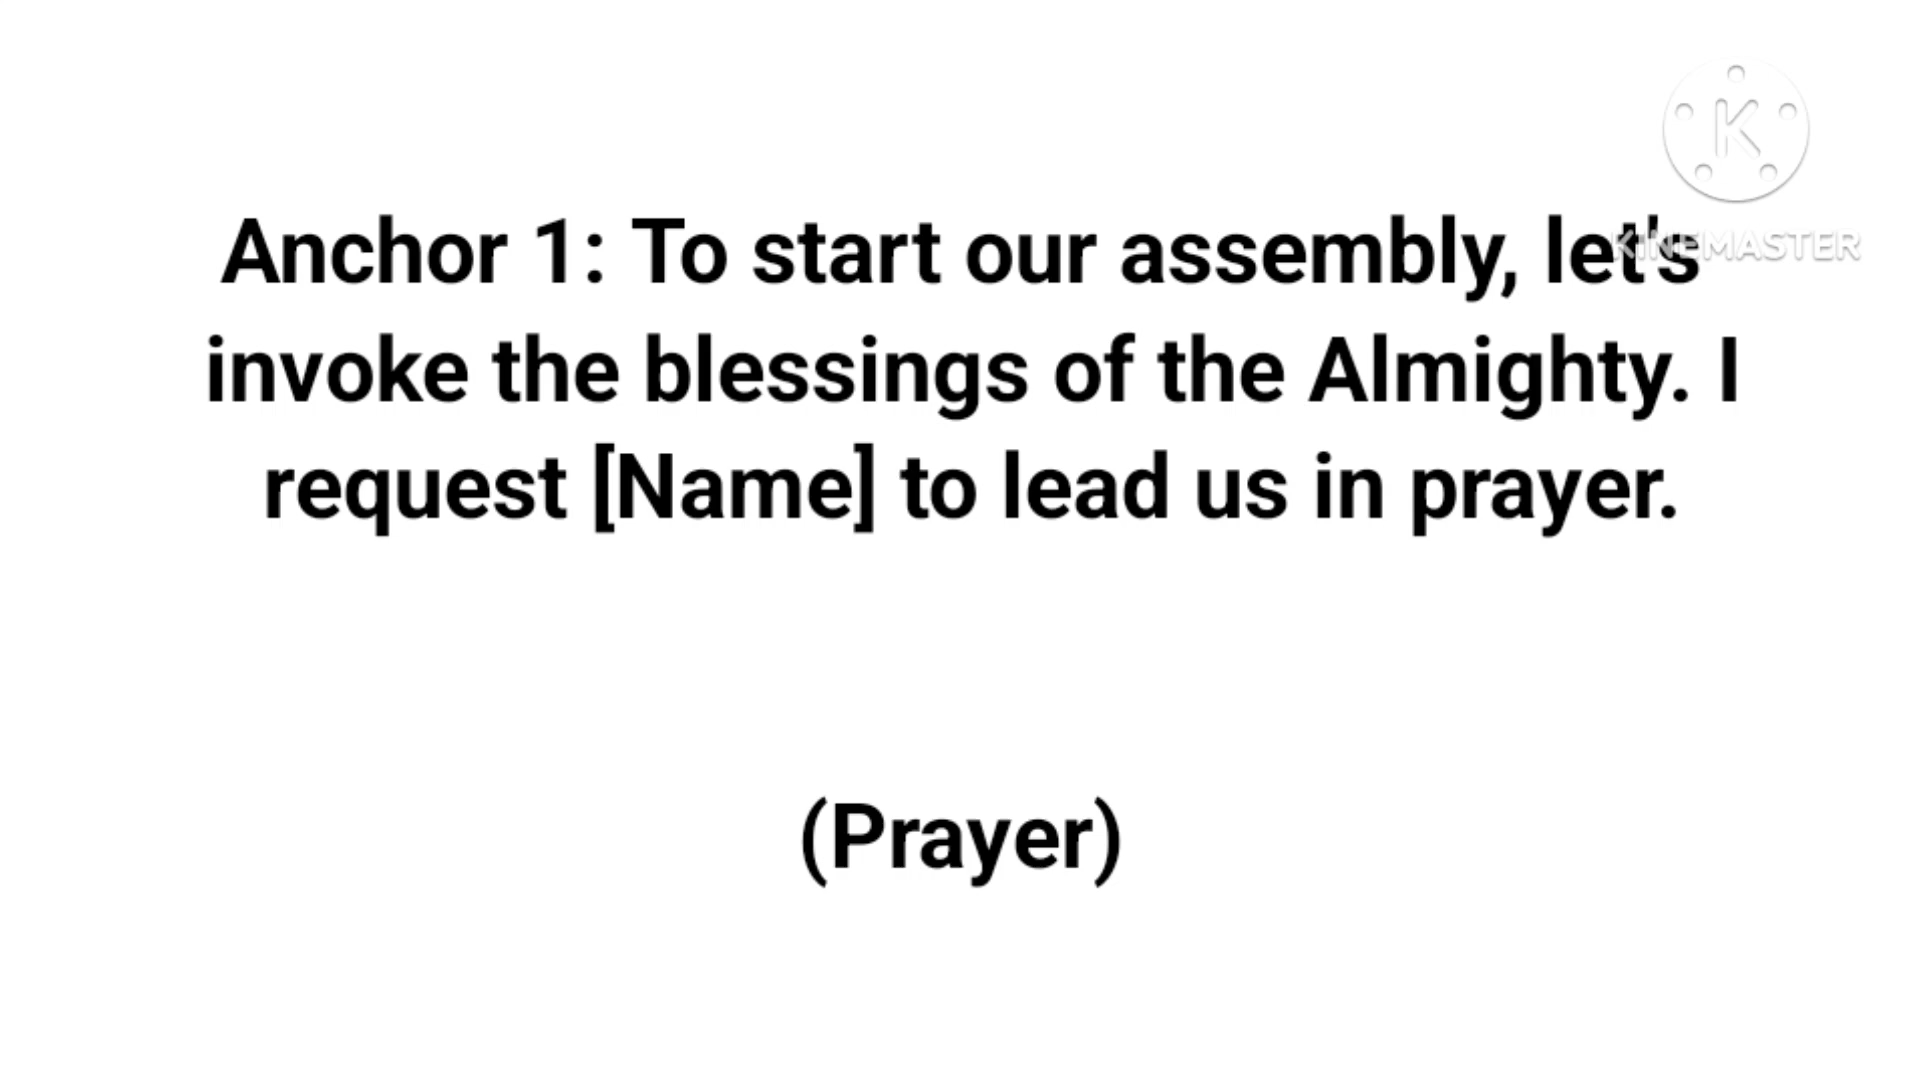 K
KINEMASTER
Anchor 1: To start our assembly, let's
invoke the blessings of the Almighty. I
request [Name] to lead us in prayer.
(Prayer)